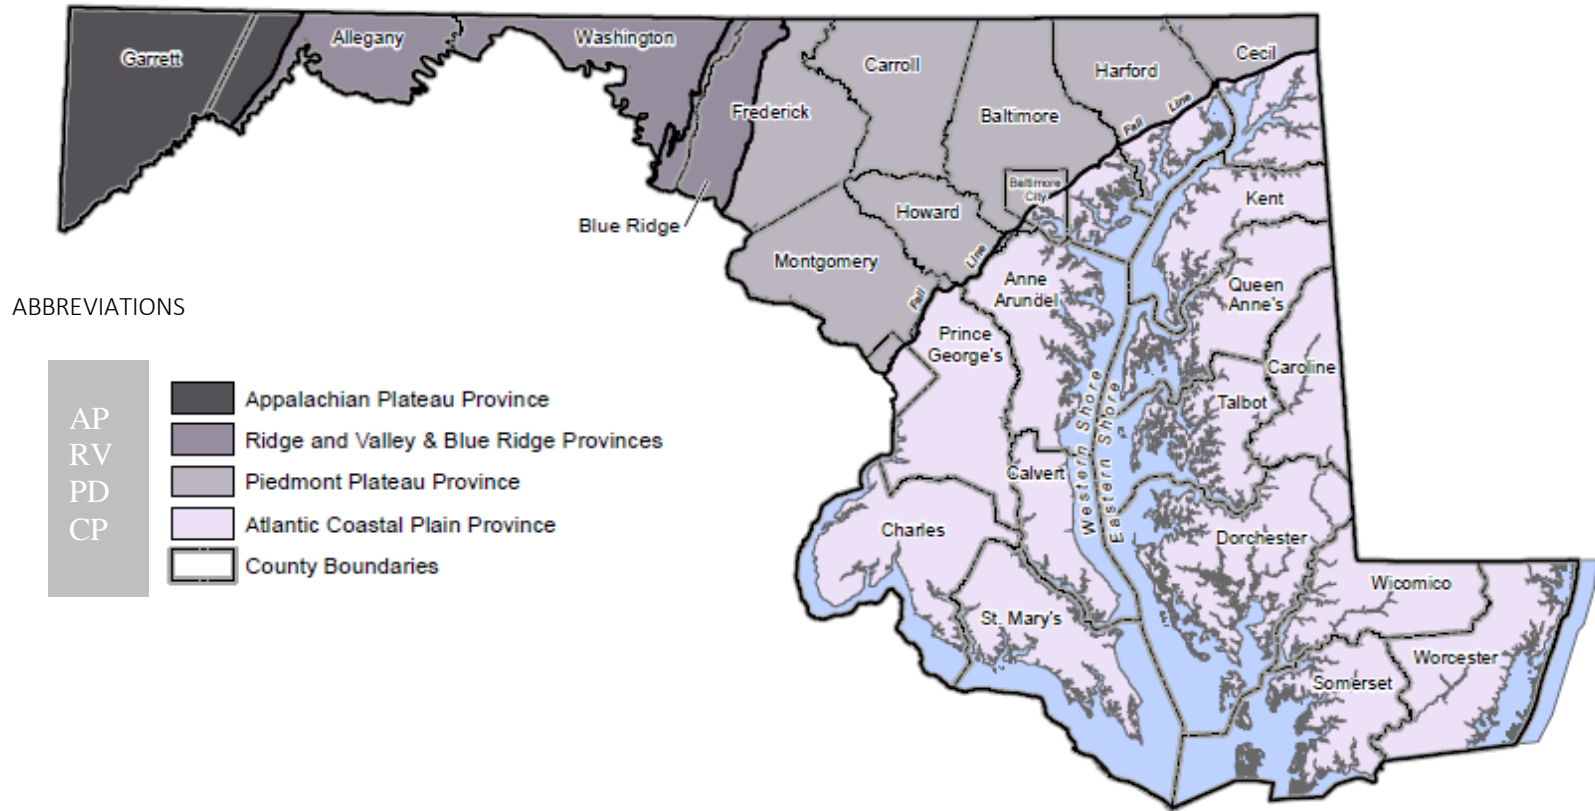 Garrett
Allegany
Washington
Frederick
Carroll
Baltimore
Harford
Cecil
Fall Line
Baltimore
City
Kent
Blue Ridge
Howard
Montgomery
Fall Line
Anne
Arundel
Queen
Anne's
Prince
George's
Caroline
Talbot
Western Shore
Eastern Shore
Calvert
Charles
Dorchester
St. Mary's
Wicomico
Worcester
Somerset
ABBREVIATIONS
AP
Appalachian Plateau Province
RV
Ridge and Valley & Blue Ridge Provinces
PD
Piedmont Plateau Province
CP
Atlantic Coastal Plain Province
County Boundaries